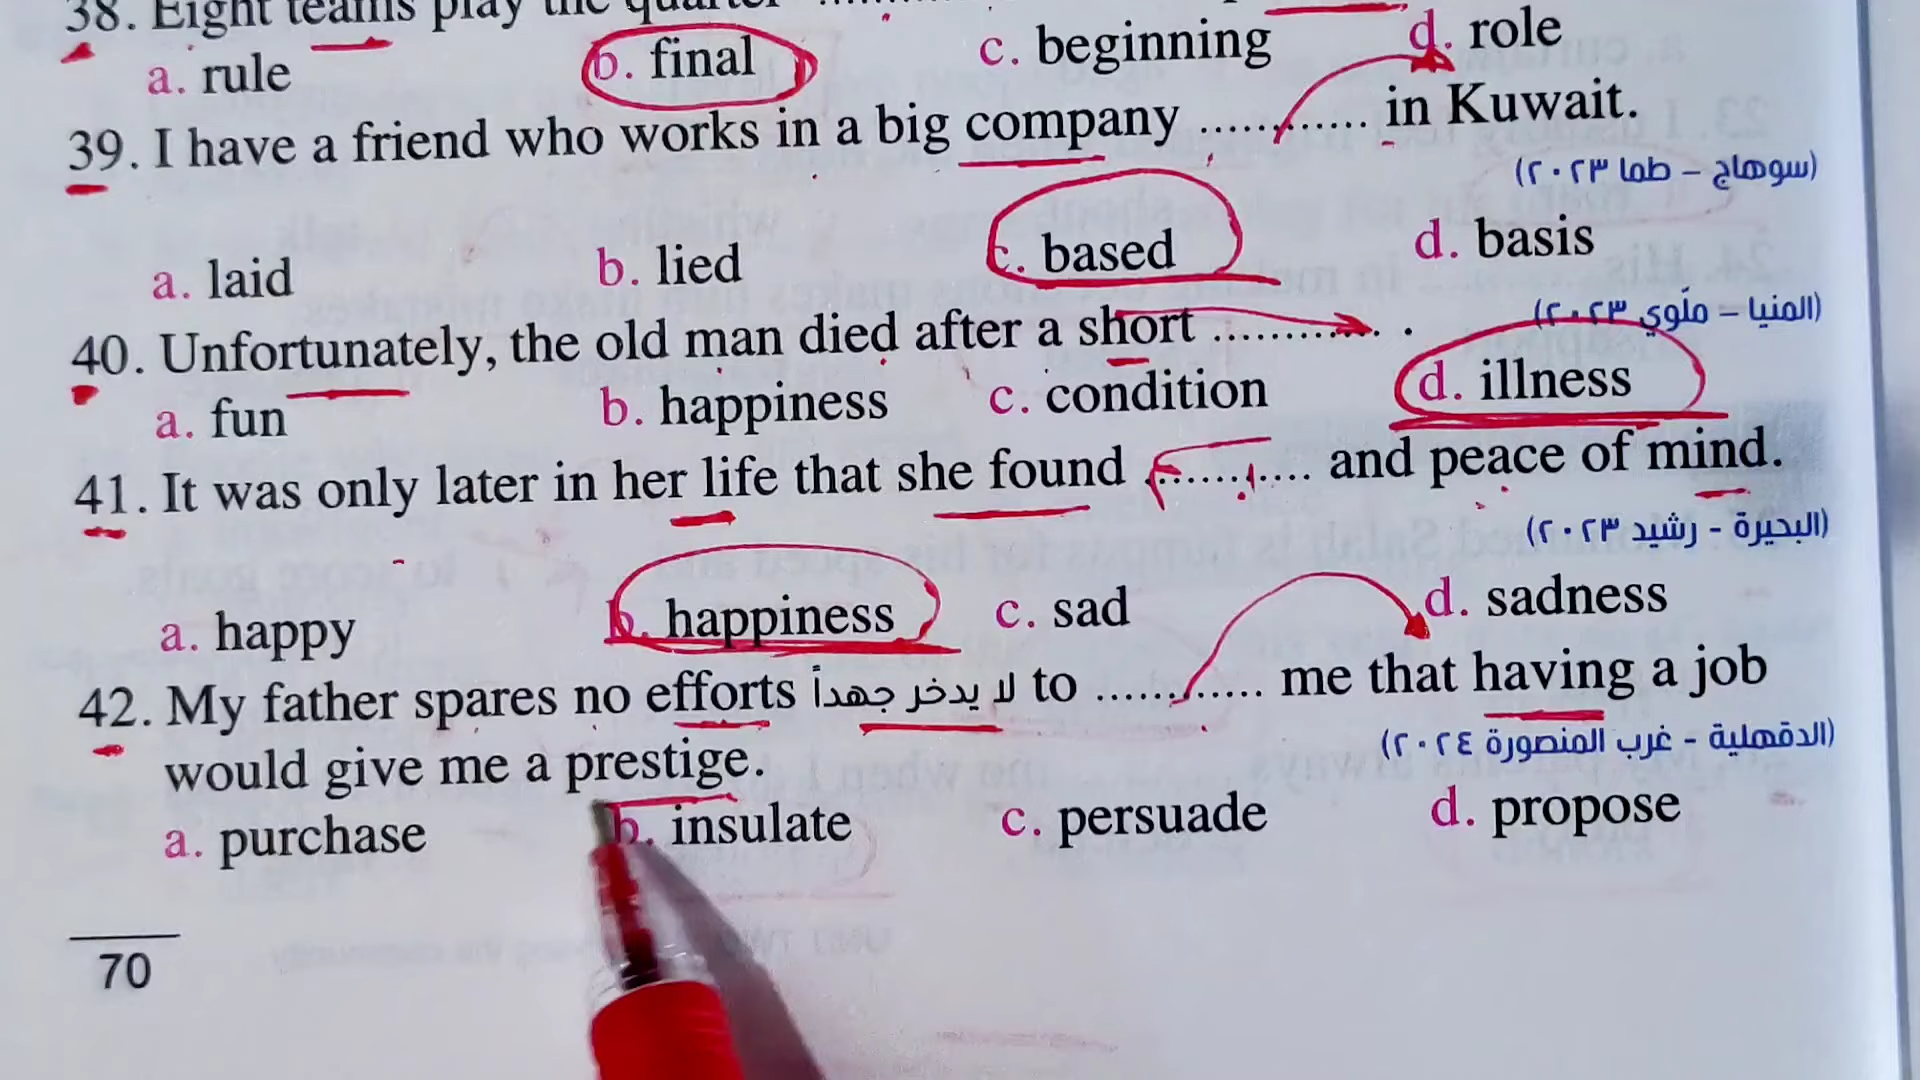 38. Eight teams play the quarter ............
a. rule b. final c. beginning d. role
39. I have a friend who works in a big company ............ in Kuwait.
(سوهاج - طما ٢٠٢٣)
a. laid b. lied c. based d. basis
(المنيا - ملّوي ٢٠٢٣)
40. Unfortunately, the old man died after a short ............ .
a. fun b. happiness c. condition d. illness
41. It was only later in her life that she found ............ and peace of mind.
(البحيرة - رشيد ٢٠٢٣)
a. happy b. happiness c. sad d. sadness
42. My father spares no efforts لا يدخر جهداً to ............ me that having a job
would give me a prestige. (الدقهلية - غرب المنصورة ٢٠٢٤)
a. purchase b. insulate c. persuade d. propose
70